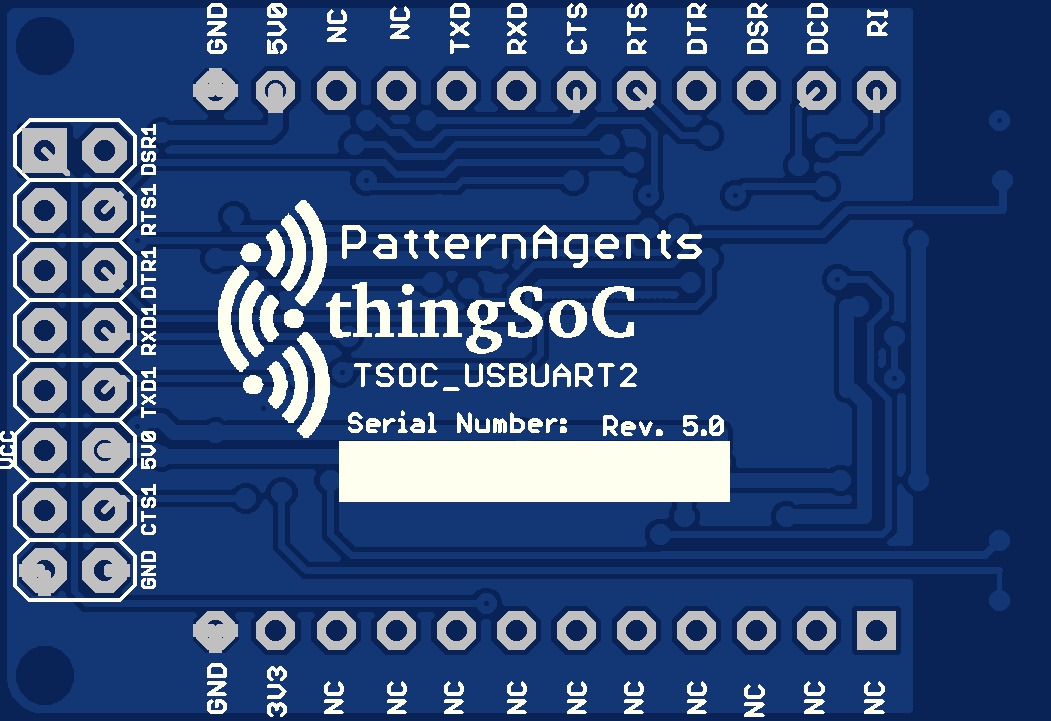 GND 5V0 NC NC TXD RXD CTS RTS DTR DSR DCD RI
DSR1
RTS1
DTR1
RXD1
TXD1
VCC 5V0
CTS1
GND
PatternAgents
thingSoC
TSOC_USBUART2
Serial Number: Rev. 5.0
GND 3V3 NC NC NC NC NC NC NC NC NC NC